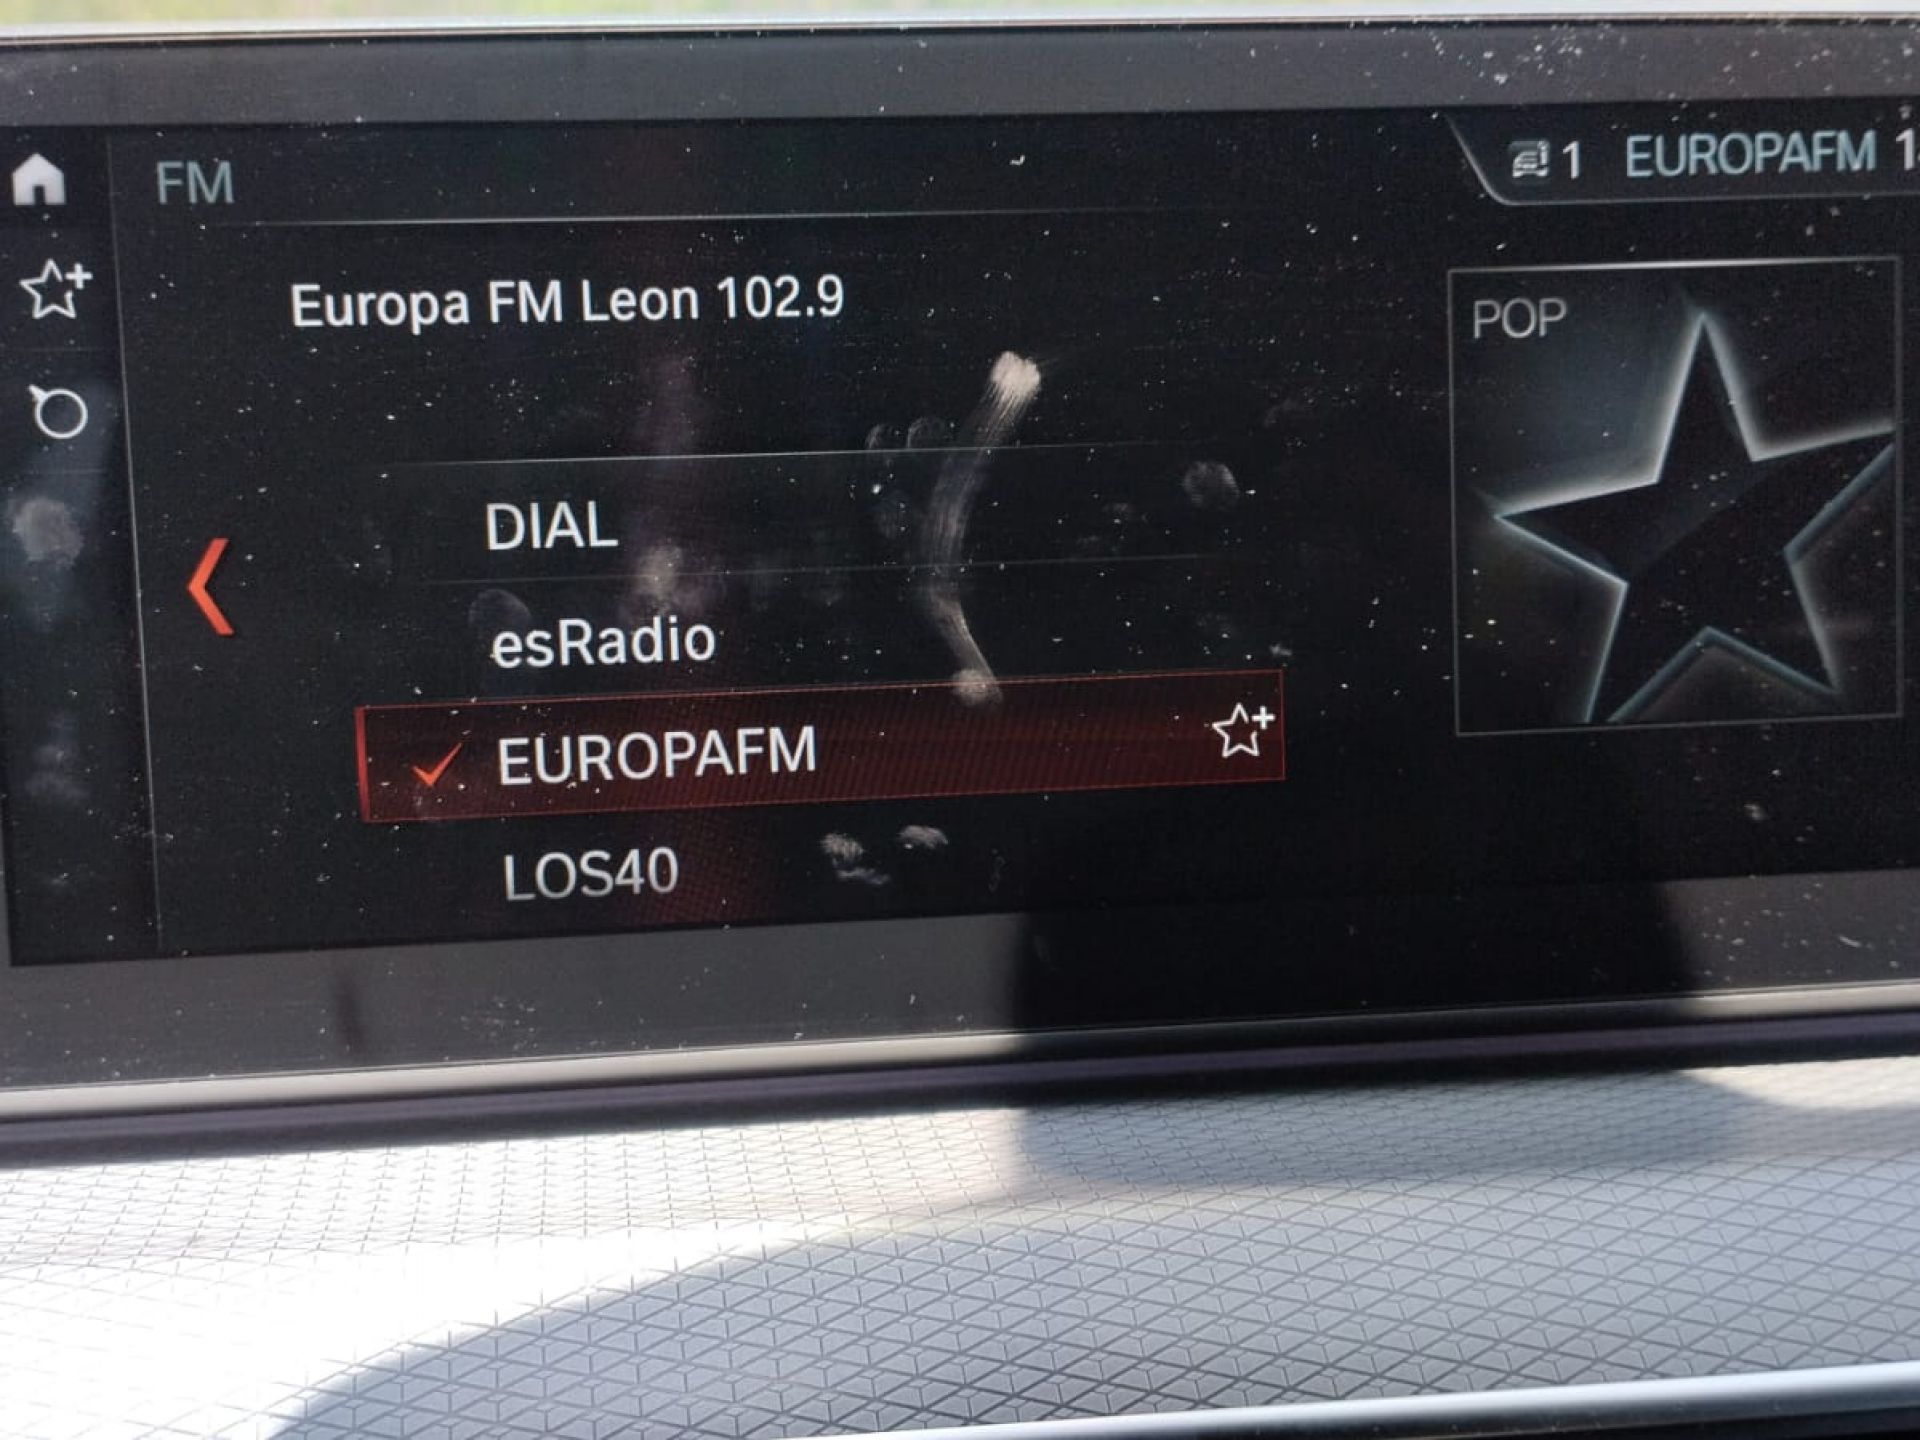 FM
1 EUROPAFM
Europa FM Leon 102.9
POP
DIAL
esRadio
EUROPAFM
LOS40